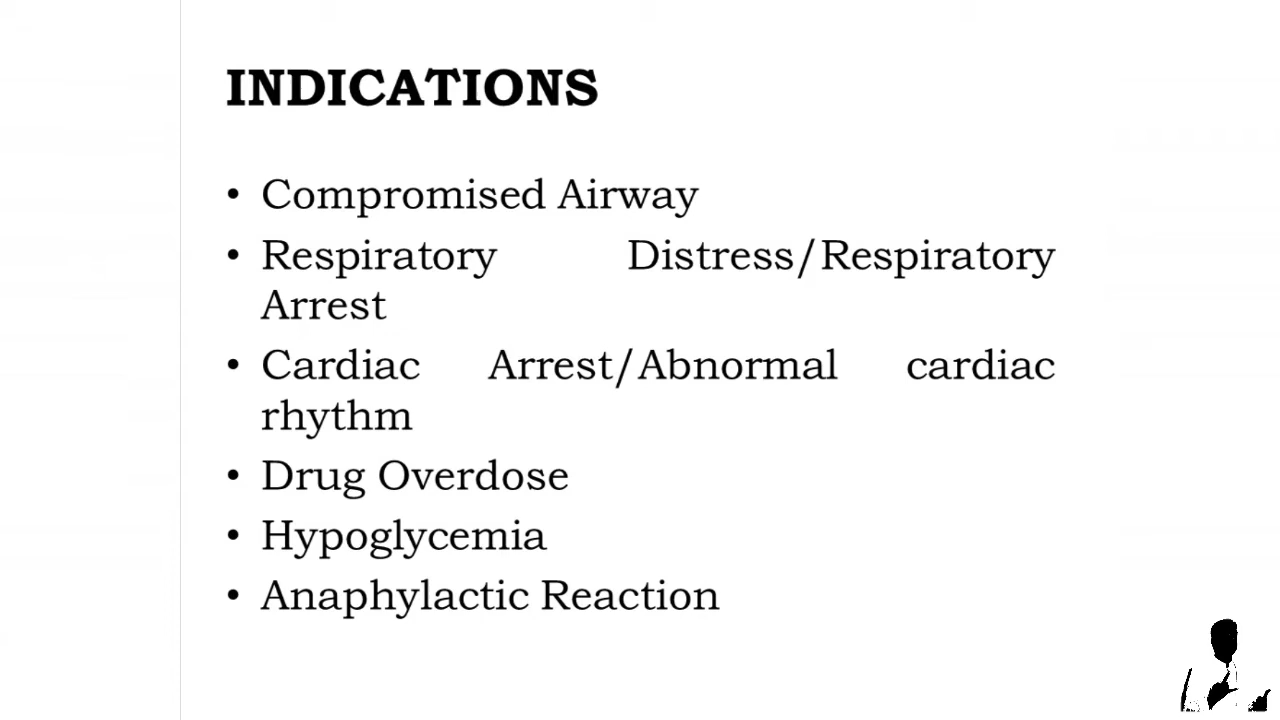 INDICATIONS
• Compromised Airway
• Respiratory Distress/Respiratory
Arrest
• Cardiac Arrest/Abnormal cardiac
rhythm
• Drug Overdose
• Hypoglycemia
• Anaphylactic Reaction